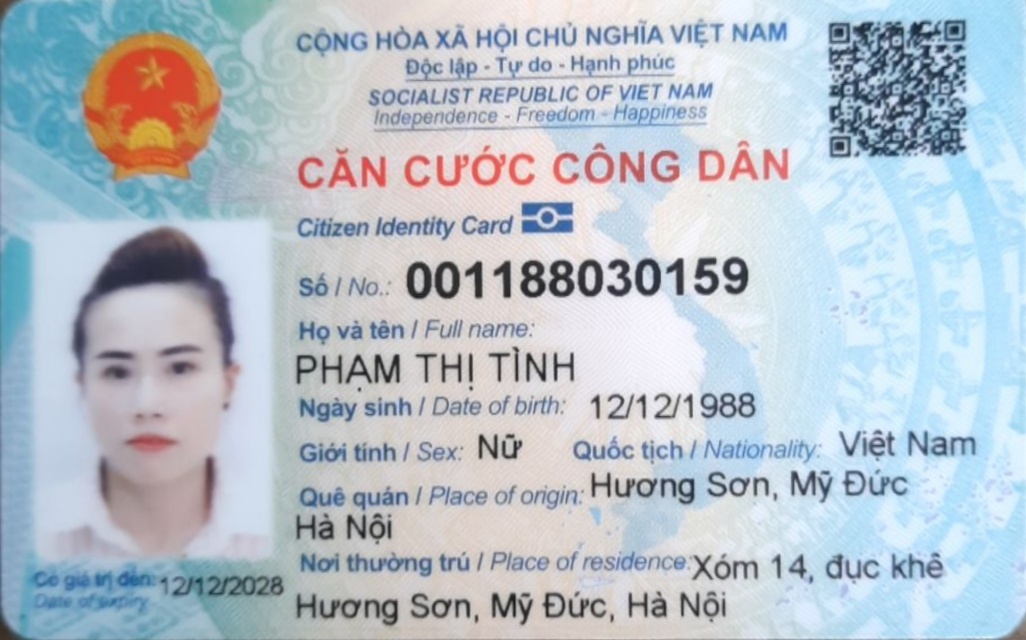 CỘNG HÒA XÃ HỘI CHỦ NGHĨA VIỆT NAM
Độc lập - Tự do - Hạnh phúc
SOCIALIST REPUBLIC OF VIET NAM
Independence - Freedom - Happiness
CĂN CƯỚC CÔNG DÂN
Citizen Identity Card
Số / No.: 001188030159
Họ và tên / Full name:
PHẠM THỊ TÌNH
Ngày sinh / Date of birth: 12/12/1988
Giới tính / Sex: Nữ Quốc tịch / Nationality: Việt Nam
Quê quán / Place of origin: Hương Sơn, Mỹ Đức
Hà Nội
Nơi thường trú / Place of residence: Xóm 14, đục khê
Hương Sơn, Mỹ Đức, Hà Nội
Có giá trị đến: 12/12/2028
Date of expiry